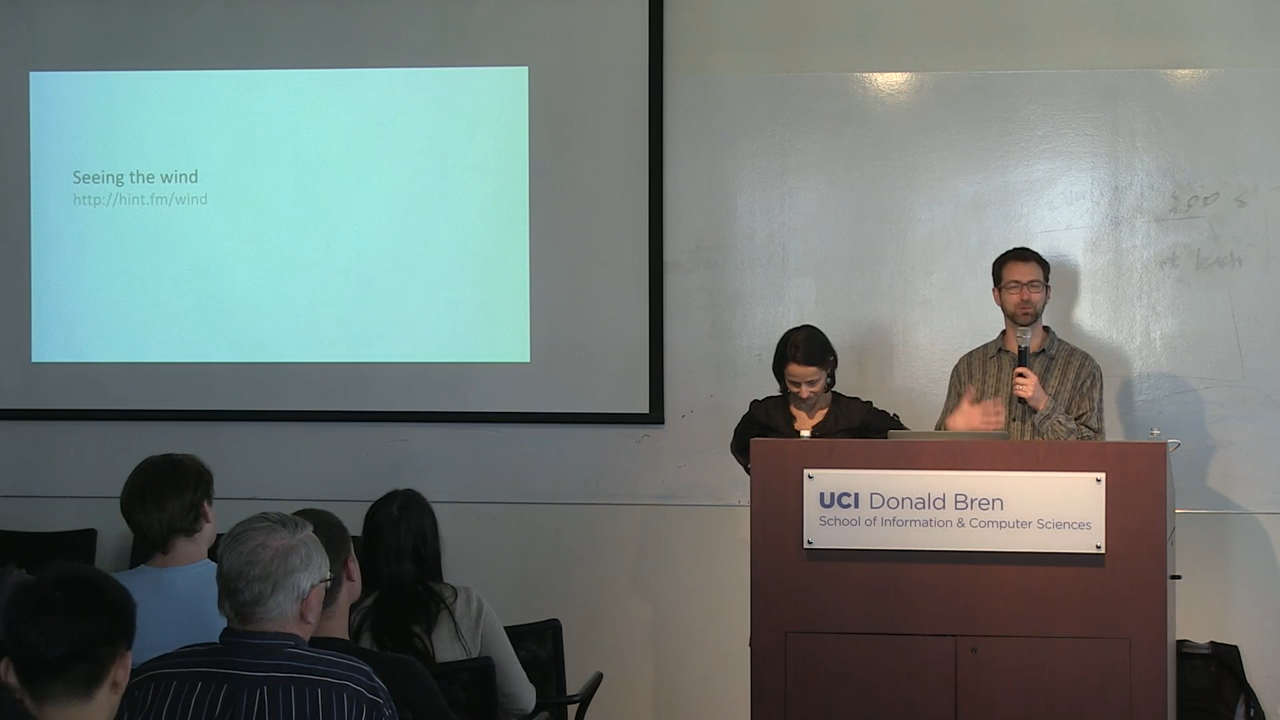 Seeing the wind
http://hint.fm/wind
UCI Donald Bren
School of Information & Computer Sciences